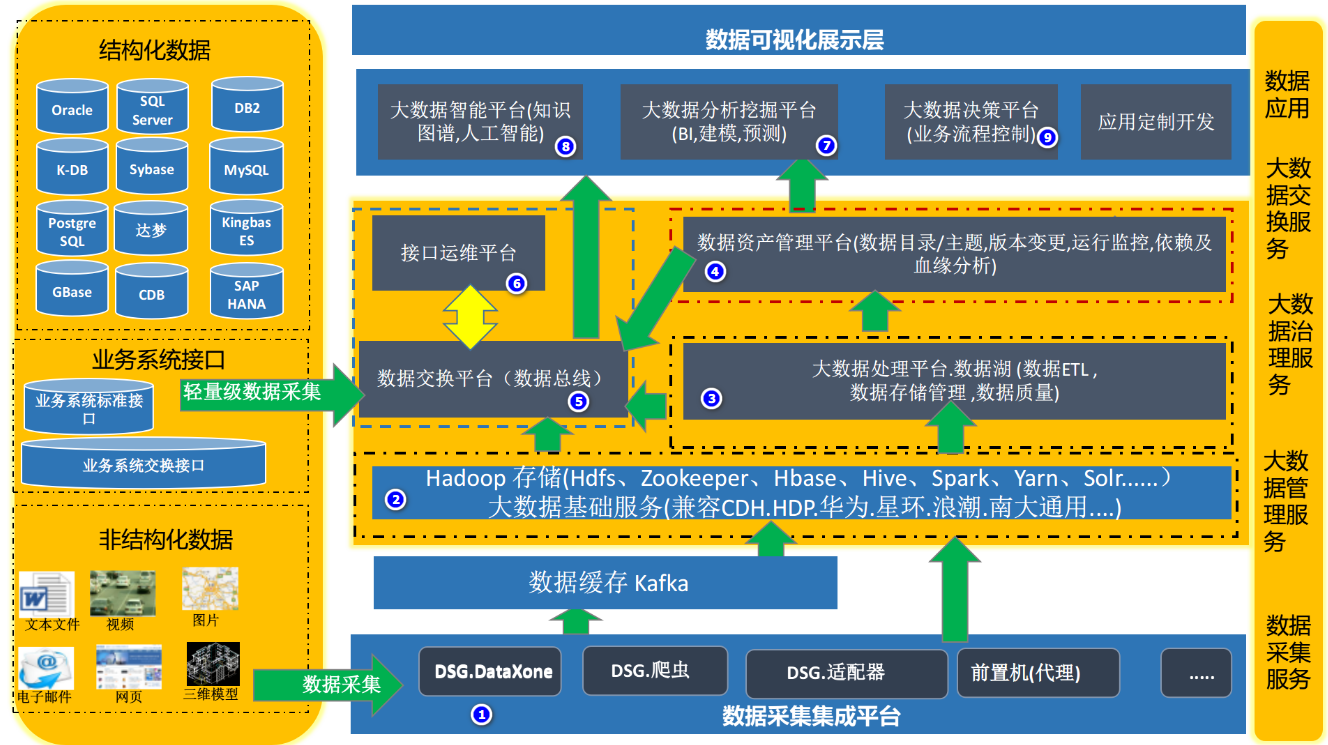 结构化数据
Oracle
SQL
Server
DB2
K-DB
Sybase
MySQL
Postgre
SQL
达梦
Kingbas
ES
GBase
CDB
SAP
HANA
业务系统接口
业务系统标准接
口
业务系统交换接口
轻量级数据采集
非结构化数据
文本文件
视频
图片
电子邮件
网页
三维模型
数据采集
数据可视化展示层
大数据智能平台(知识
图谱,人工智能)
8
大数据分析挖掘平台
(BI,建模,预测)
7
大数据决策平台
(业务流程控制)
9
应用定制开发
接口运维平台
6
数据资产管理平台(数据目录/主题,版本变更,运行监控,依赖及
血缘分析)
4
数据交换平台（数据总线）
5
大数据处理平台.数据湖 (数据ETL ,
数据存储管理 ,数据质量)
3
Hadoop 存储(Hdfs、Zookeeper、Hbase、Hive、Spark、Yarn、Solr......）
大数据基础服务(兼容CDH.HDP.华为.星环.浪潮.南大通用....)
2
数据缓存 Kafka
DSG.DataXone
DSG.爬虫
DSG.适配器
前置机(代理)
.....
1
数据采集集成平台
数据
应用
大数
据交
换服
务
大数
据治
理服
务
大数
据管
理服
务
数据
采集
服务